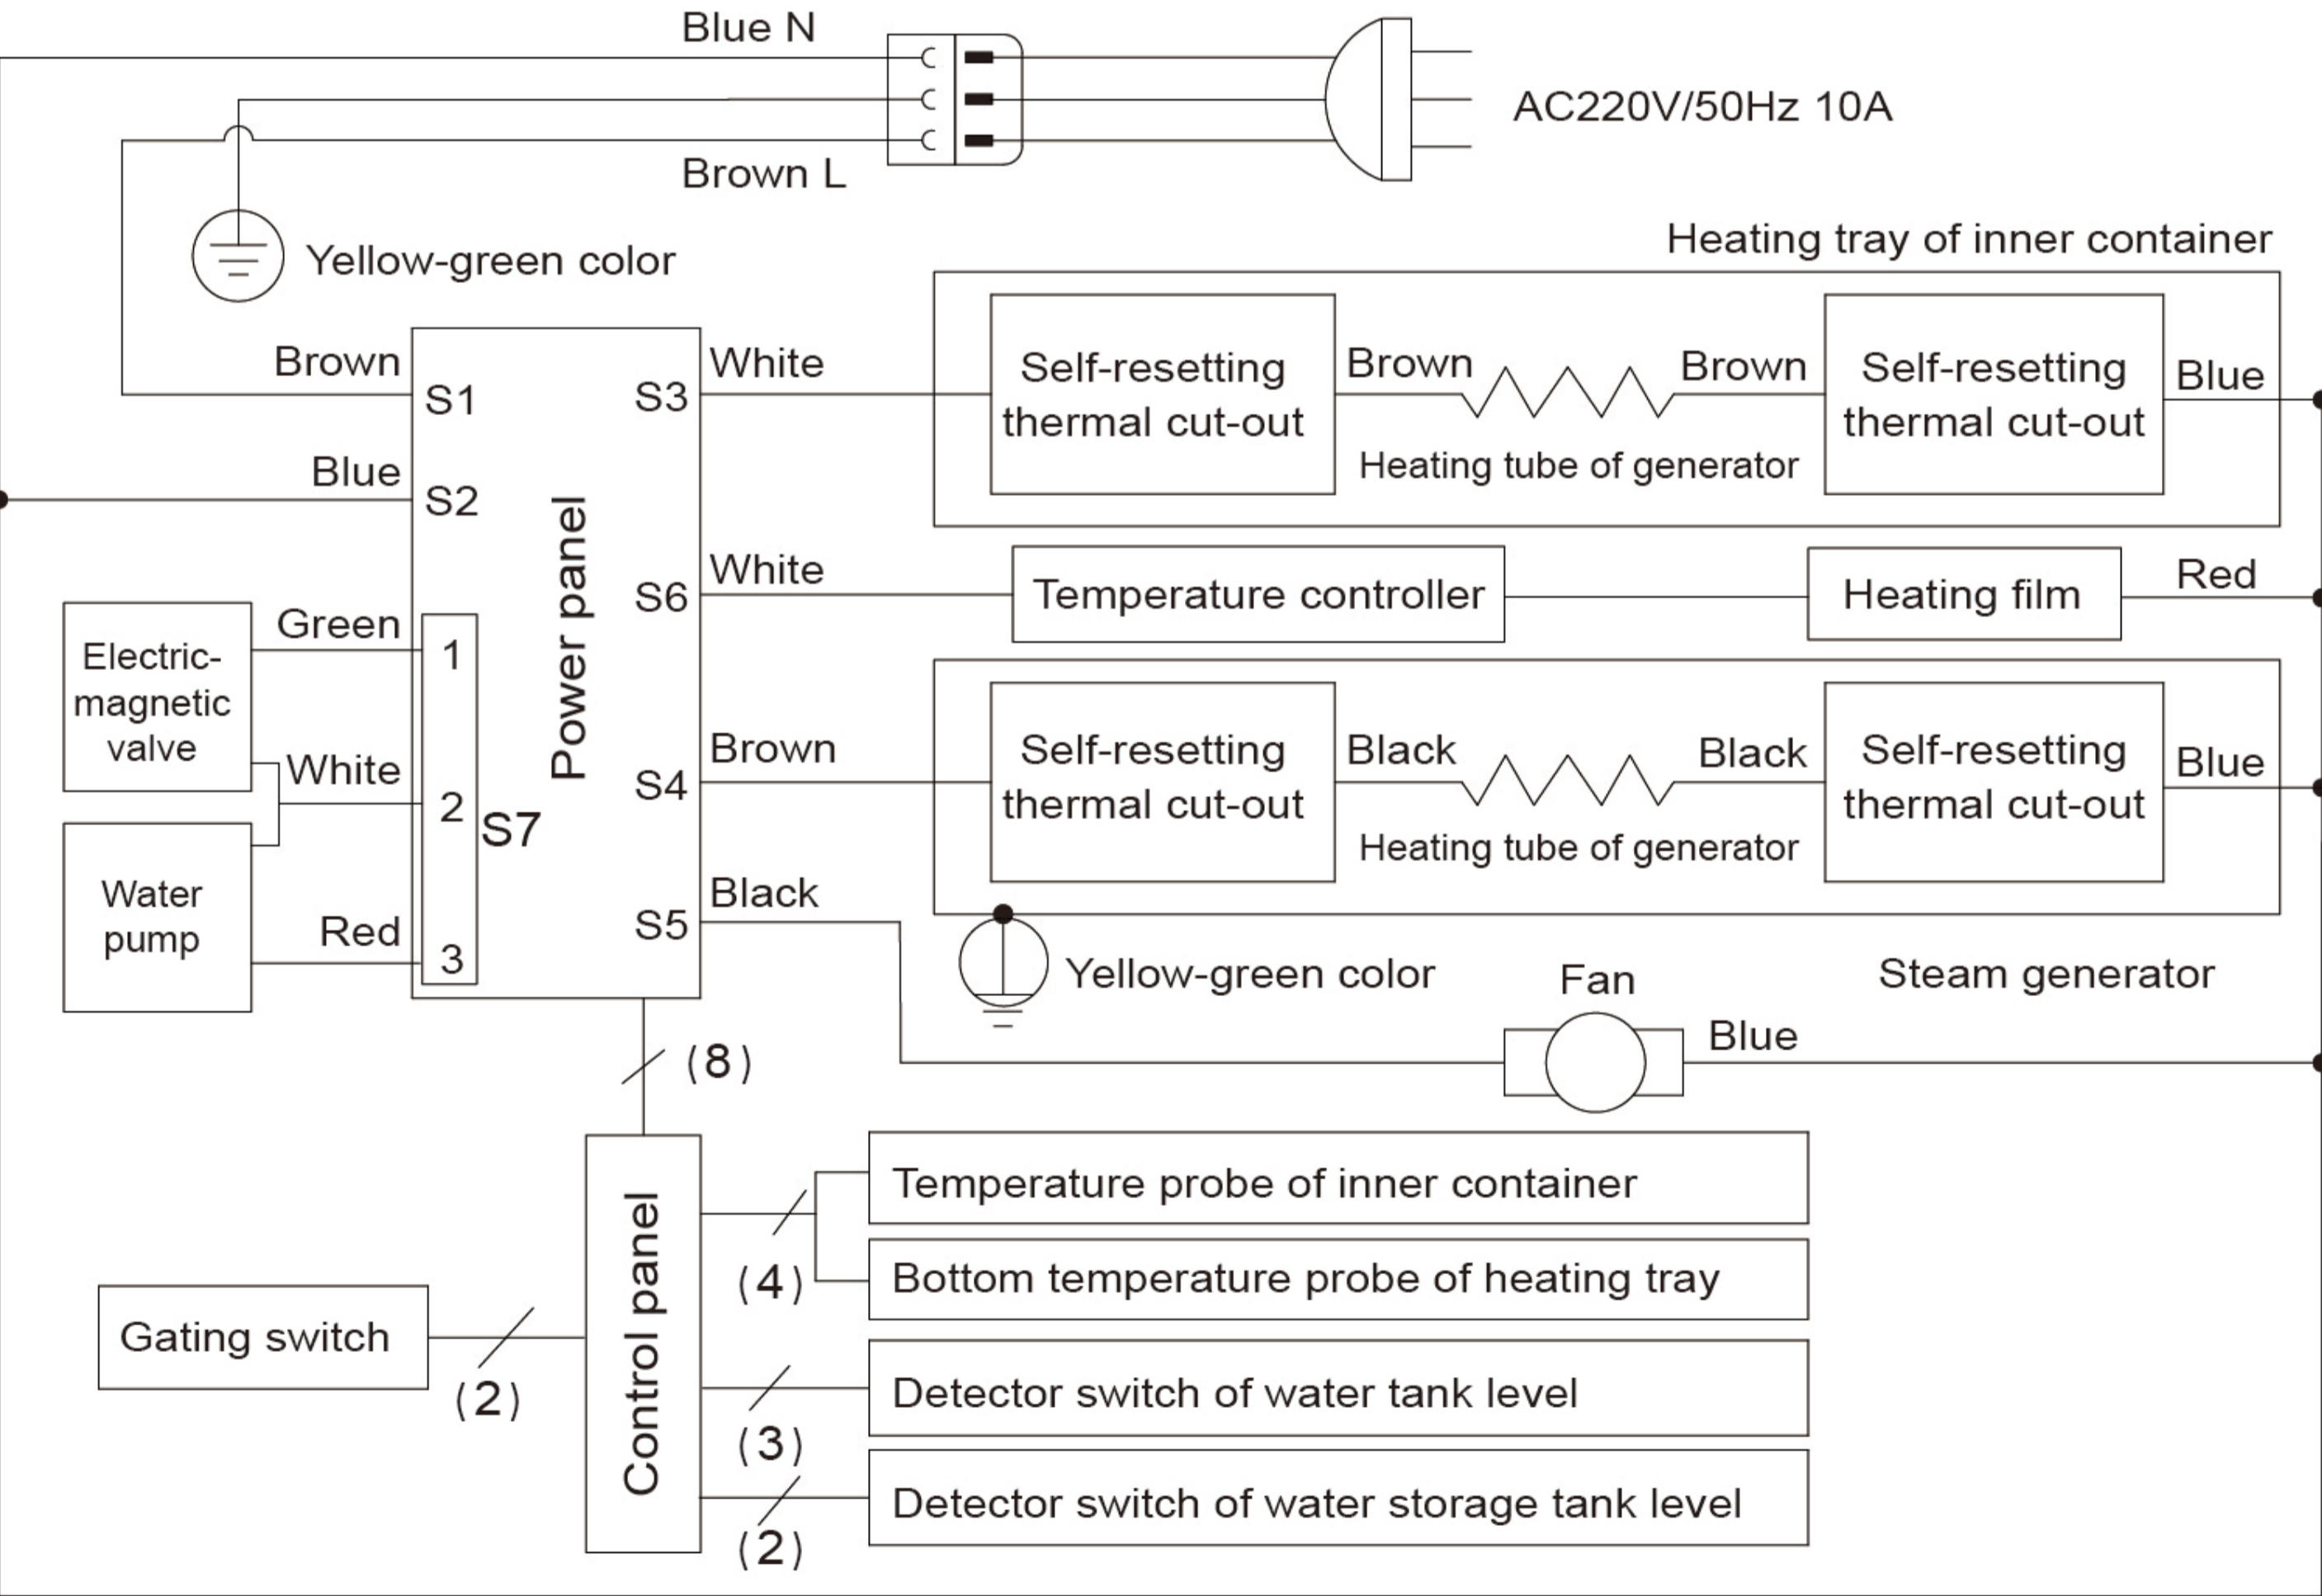 Blue N
AC220V/50Hz 10A
Brown L
Yellow-green color
Heating tray of inner container
Brown
S1
Blue
S2
Power panel
S3
White
Self-resetting
thermal cut-out
Brown
Heating tube of generator
Brown
Self-resetting
thermal cut-out
Blue
S6
White
Temperature controller
Heating film
Red
Electric-
magnetic
valve
Green
1
White
2
S7
Water
pump
Red
3
S4
Brown
Self-resetting
thermal cut-out
Black
Heating tube of generator
Black
Self-resetting
thermal cut-out
Blue
S5
Black
Yellow-green color
Fan
Steam generator
Blue
(8)
Control panel
Temperature probe of inner container
(4)
Bottom temperature probe of heating tray
Gating switch
(2)
Detector switch of water tank level
(3)
Detector switch of water storage tank level
(2)